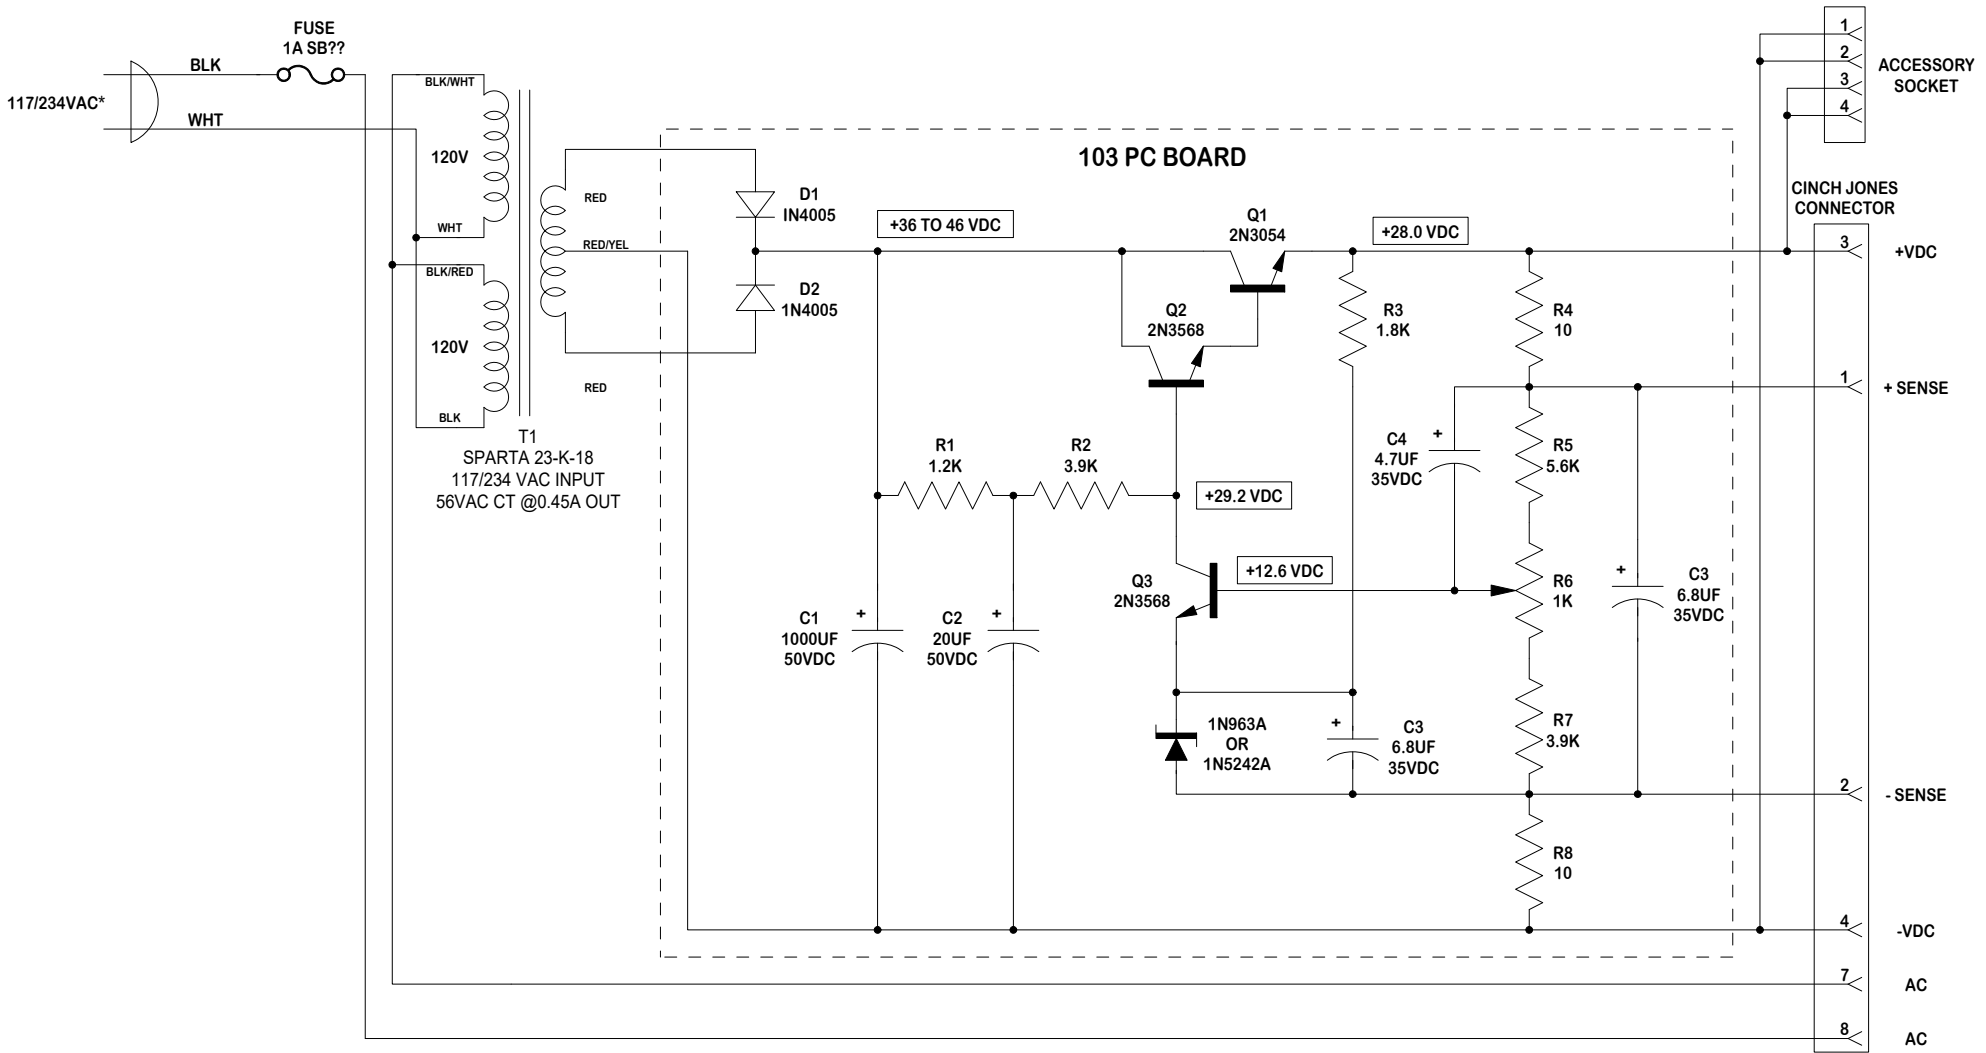 FUSE
1A SB??
BLK
117/234VAC*
WHT
BLK/WHT
120V
WHT
BLK/RED
120V
BLK
T1
SPARTA 23-K-18
117/234 VAC INPUT
56VAC CT @0.45A OUT
RED
RED/YEL
RED
103 PC BOARD
D1
IN4005
D2
1N4005
+36 TO 46 VDC
Q1
2N3054
+28.0 VDC
Q2
2N3568
R3
1.8K
R4
10
R1
1.2K
R2
3.9K
+29.2 VDC
C4
+
4.7UF
35VDC
R5
5.6K
Q3
2N3568
+12.6 VDC
R6
1K
+
C3
6.8UF
35VDC
C1
+
1000UF
50VDC
C2
+
20UF
50VDC
1N963A
OR
1N5242A
+
C3
6.8UF
35VDC
R7
3.9K
R8
10
1
2
3
4
ACCESSORY
SOCKET
CINCH JONES
CONNECTOR
3
+VDC
1
+ SENSE
2
- SENSE
4
-VDC
7
AC
8
AC